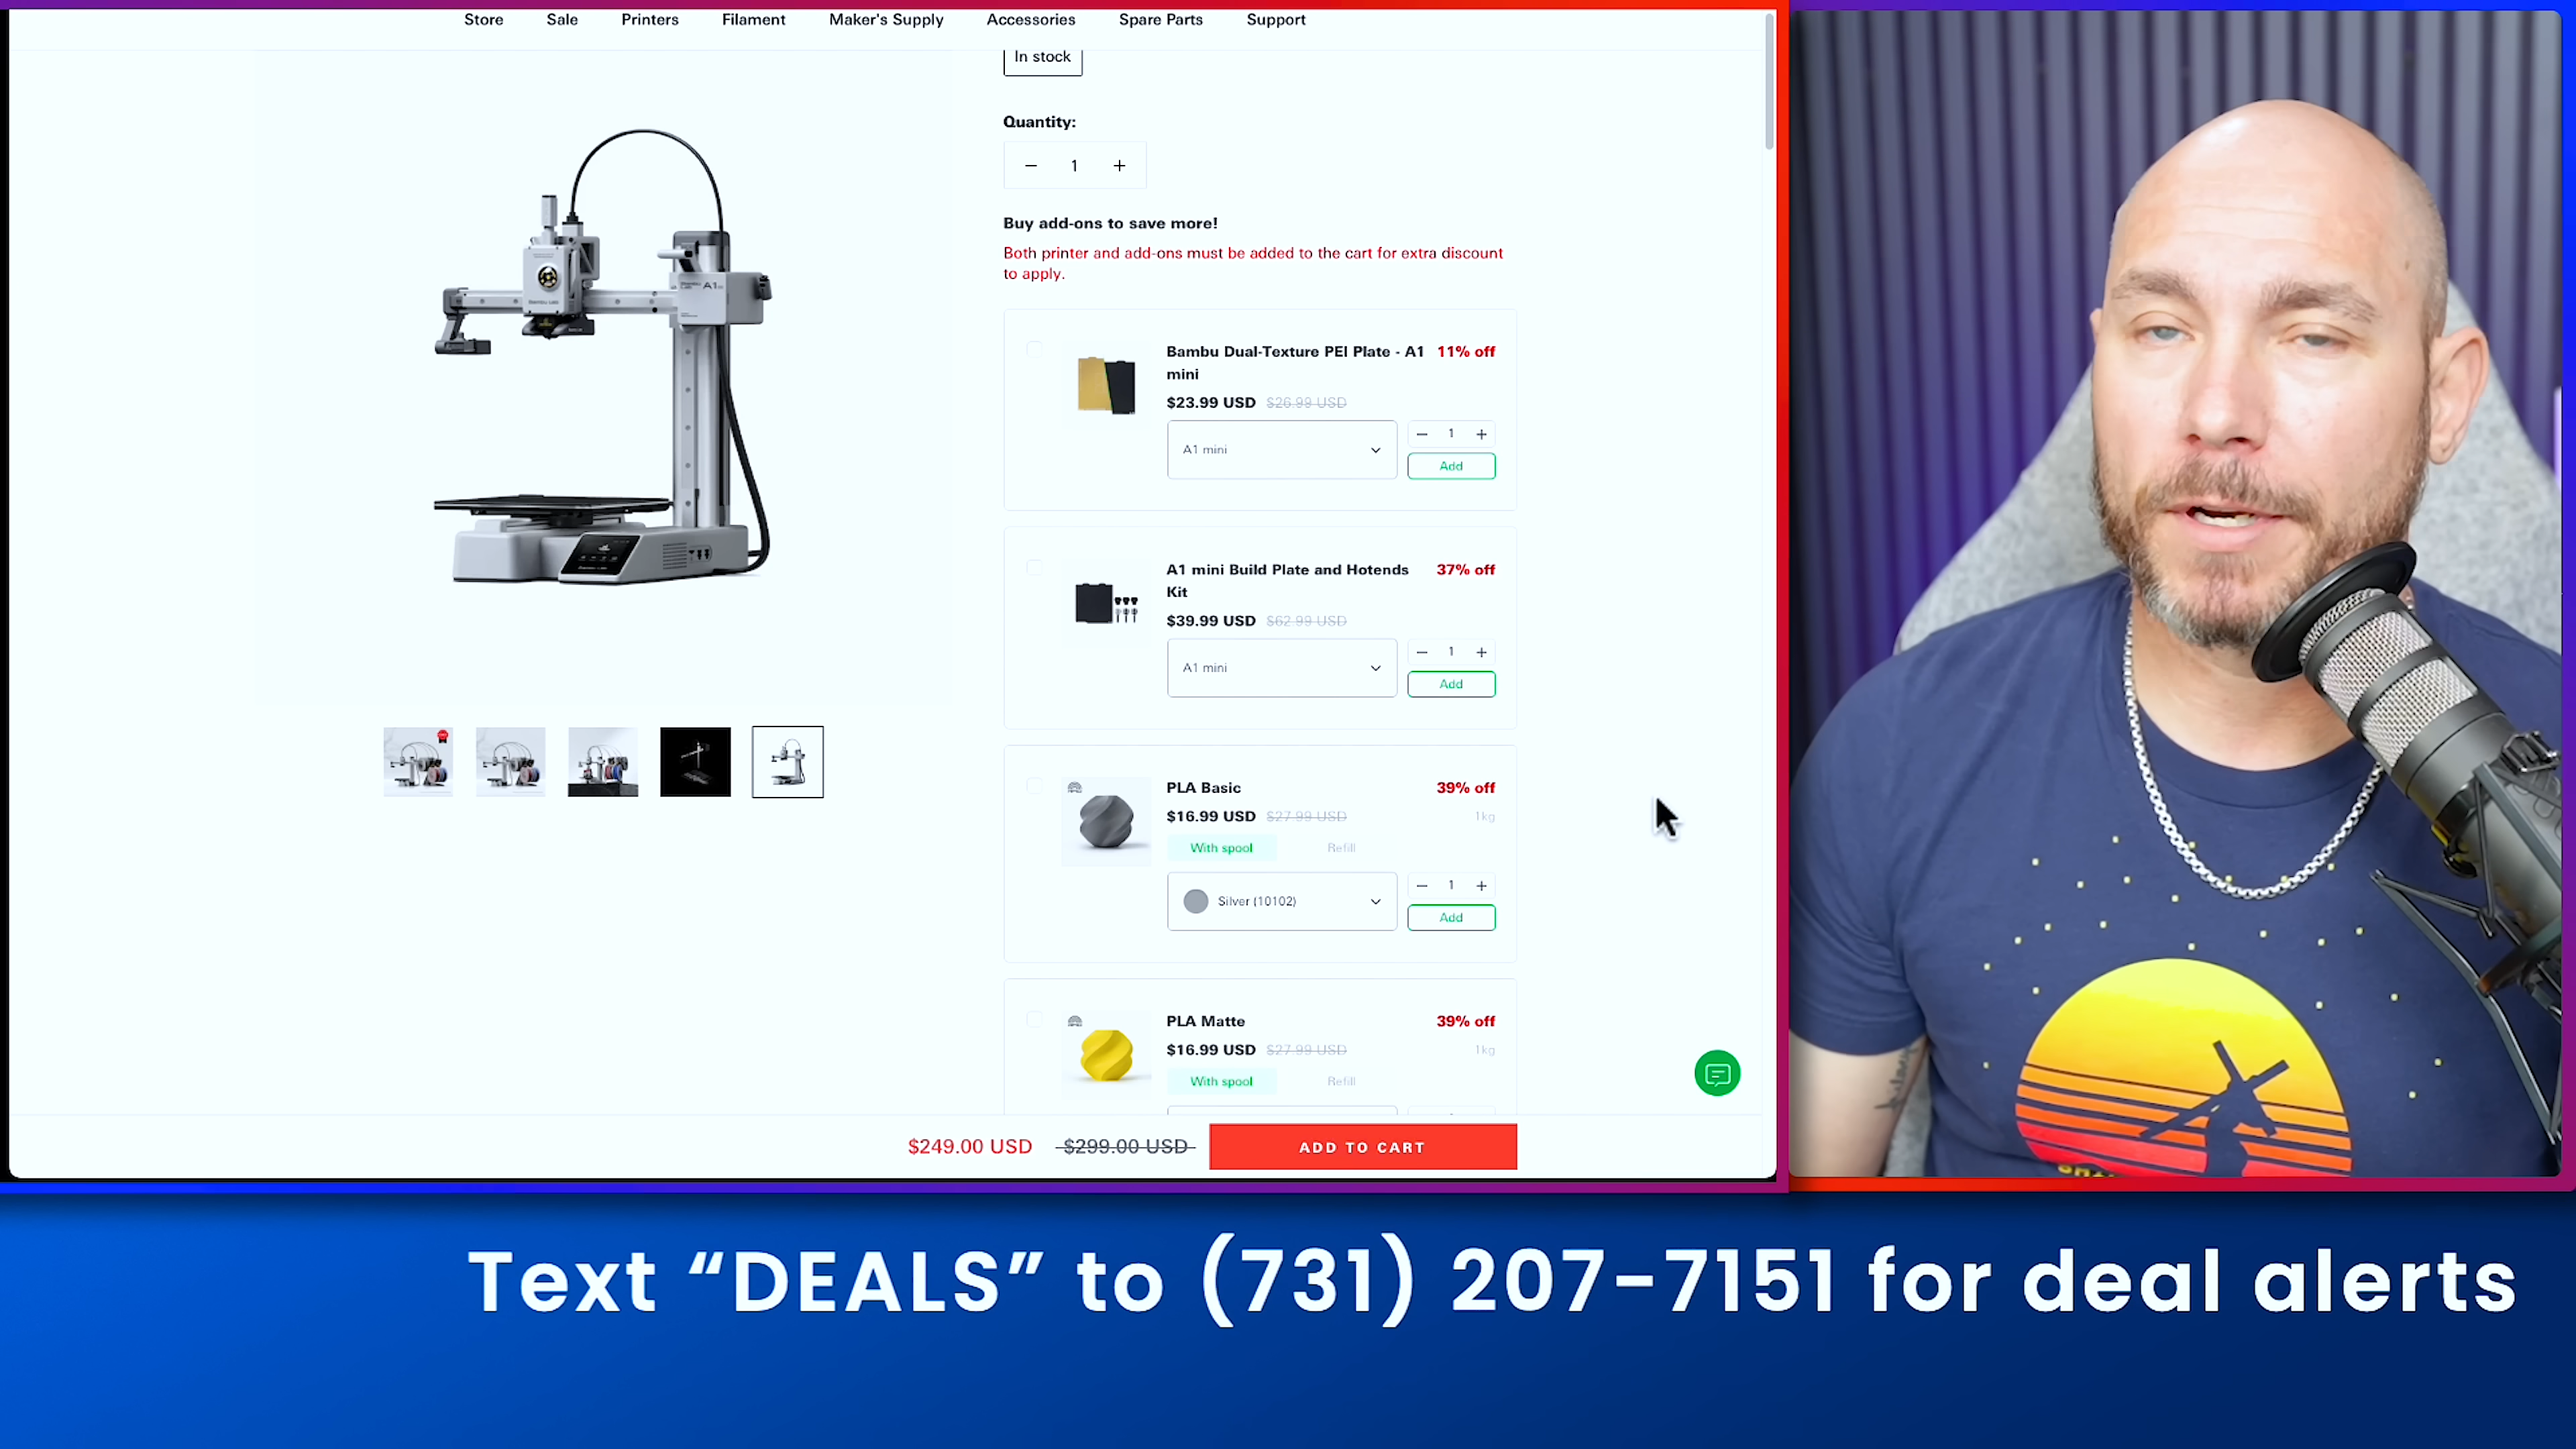 Store Sale Printers Filament Maker's Supply Accessories Spare Parts Support
In stock
Quantity:
− 1 +
Buy add-ons to save more!
Both printer and add-ons must be added to the cart for extra discount
to apply.
Bambu Dual-Texture PEI Plate - A1 11% off
mini
$23.99 USD $26.99 USD
A1 mini − 1 +
Add
A1 mini Build Plate and Hotends 37% off
Kit
$39.99 USD $62.99 USD
A1 mini − 1 +
Add
PLA Basic 39% off
$16.99 USD $27.99 USD 1kg
With spool Refill
Silver (10102) − 1 +
Add
PLA Matte 39% off
$16.99 USD $27.99 USD 1kg
With spool Refill
$249.00 USD $299.00 USD ADD TO CART
A1
Text “DEALS” to (731) 207-7151 for deal alerts